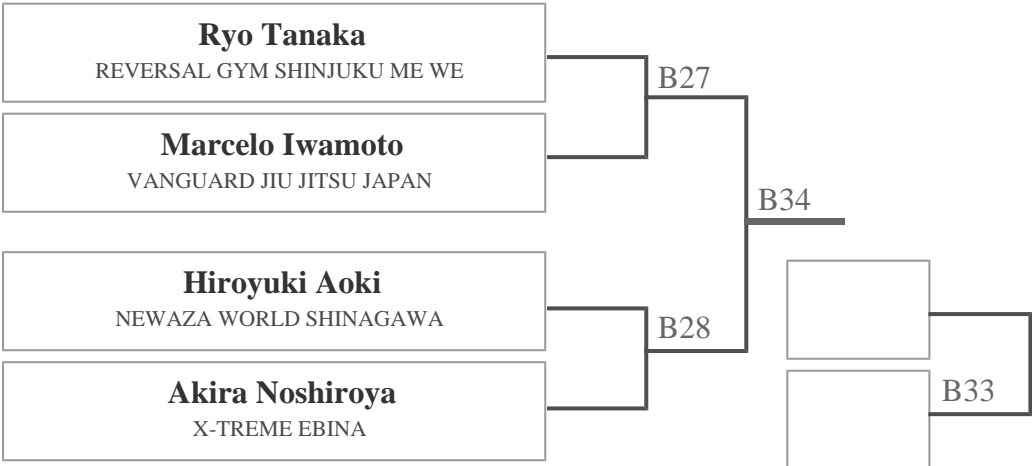 Ryo Tanaka
REVERSAL GYM SHINJUKU ME WE
B27
Marcelo Iwamoto
VANGUARD JIU JITSU JAPAN
B34
Hiroyuki Aoki
NEWAZA WORLD SHINAGAWA
B28
Akira Noshiroya
X-TREME EBINA
B33